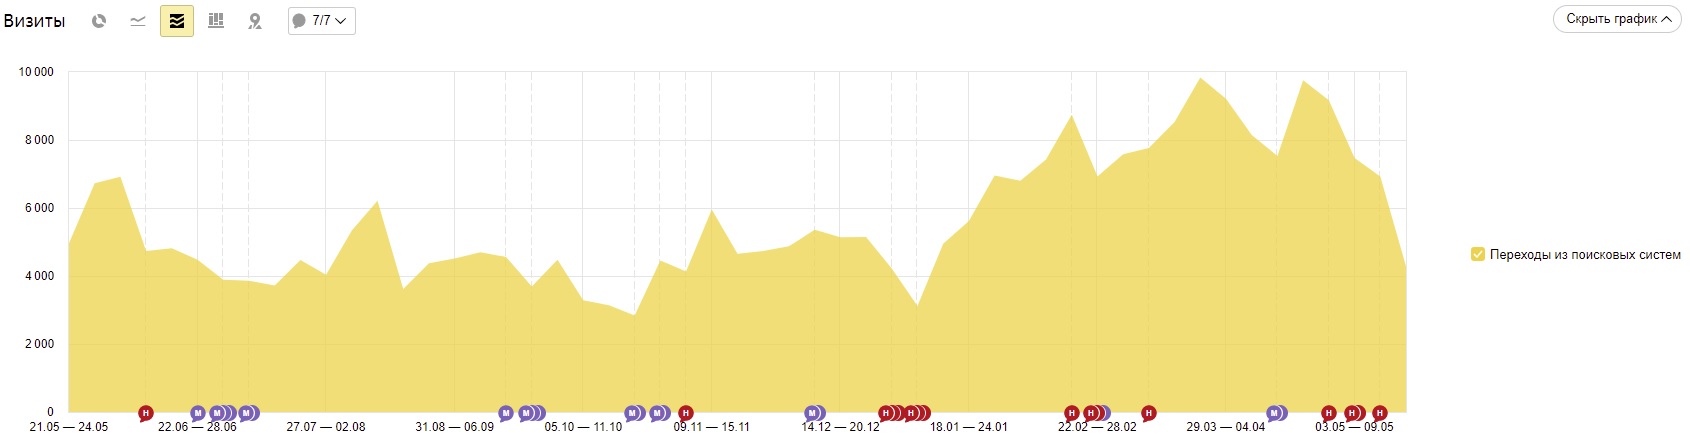 Визиты
7/7
Скрыть график
10 000
8 000
6 000
4 000
2 000
0
Переходы из поисковых систем
Н М М М М М М М Н М Н Н Н Н Н М Н Н Н
21.05 — 24.05 22.06 — 28.06 27.07 — 02.08 31.08 — 06.09 05.10 — 11.10 09.11 — 15.11 14.12 — 20.12 18.01 — 24.01 22.02 — 28.02 29.03 — 04.04 03.05 — 09.05